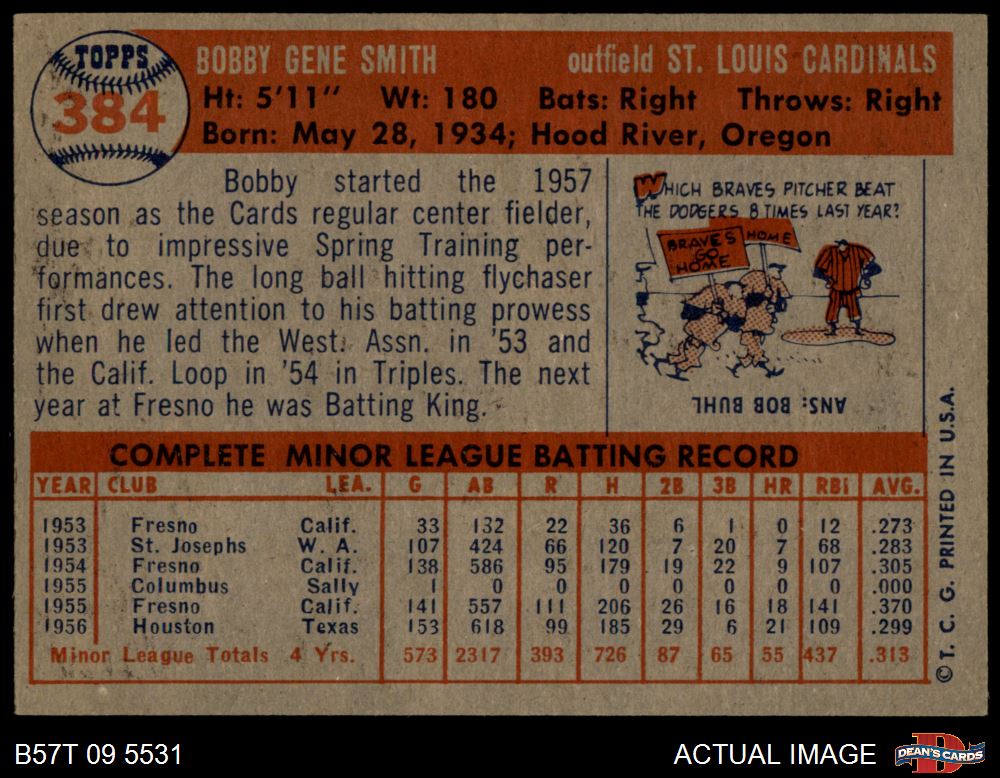 TOPPS
384
BOBBY GENE SMITH outfield ST. LOUIS CARDINALS
Ht: 5'11" Wt: 180 Bats: Right Throws: Right
Born: May 28, 1934; Hood River, Oregon
Bobby started the 1957
season as the Cards regular center fielder,
due to impressive Spring Training per-
formances. The long ball hitting flychaser
first drew attention to his batting prowess
when he led the West. Assn. in '53 and
the Calif. Loop in '54 in Triples. The next
year at Fresno he was Batting King.
WHICH BRAVES PITCHER BEAT
THE DODGERS 8 TIMES LAST YEAR?
BRAVES
GO
HOME
HOME
ANS: BOB BUHL
COMPLETE MINOR LEAGUE BATTING RECORD
YEAR CLUB LEA. G AB R H 2B 3B HR RBI AVG.
1953 Fresno Calif. 33 132 22 36 6 1 0 12 .273
1953 St. Josephs W. A. 107 424 66 120 7 20 7 68 .283
1954 Fresno Calif. 138 586 95 179 19 22 9 107 .305
1955 Columbus Sally 1 0 0 0 0 0 0 0 .000
1955 Fresno Calif. 141 557 111 206 26 16 18 141 .370
1956 Houston Texas 153 618 99 185 29 6 21 109 .299
Minor League Totals 4 Yrs. 573 2317 393 726 87 65 55 437 .313
© T. C. G. PRINTED IN U.S.A.
B57T 09 5531 ACTUAL IMAGE
DEAN'S CARDS